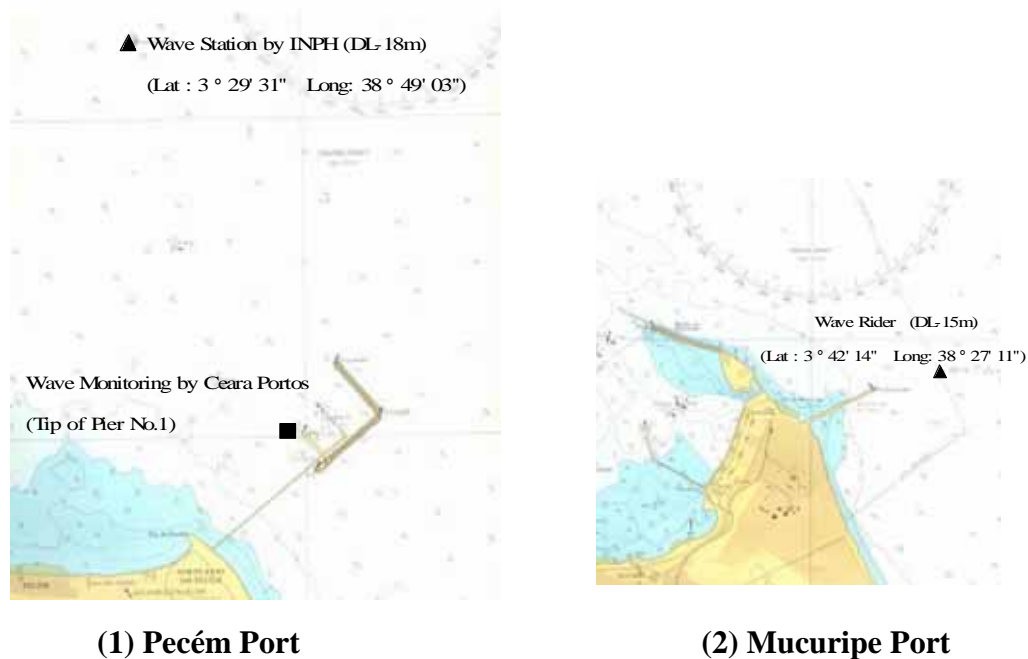 Wave Station by INPH (DL-18m)
(Lat : 3 ° 29' 31" Long: 38 ° 49' 03")
Wave Monitoring by Ceara Portos
(Tip of Pier No.1)
(1) Pecém Port
Wave Rider (DL-15m)
(Lat : 3 ° 42' 14" Long: 38 ° 27' 11")
(2) Mucuripe Port